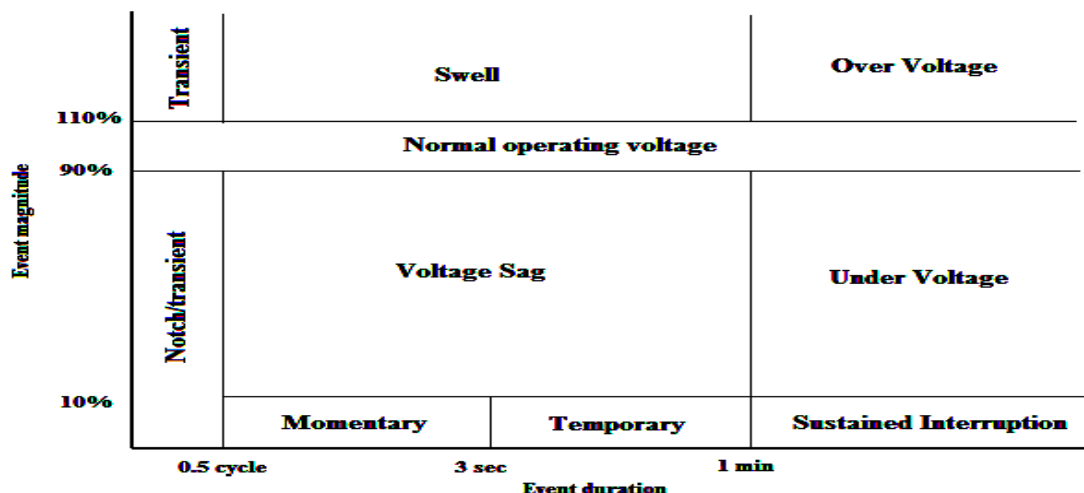 Transient
Swell
Over Voltage
110%
Normal operating voltage
90%
Event magnitude
Notch/transient
Voltage Sag
Under Voltage
10%
Momentary
Temporary
Sustained Interruption
0.5 cycle
3 sec
1 min
Event duration